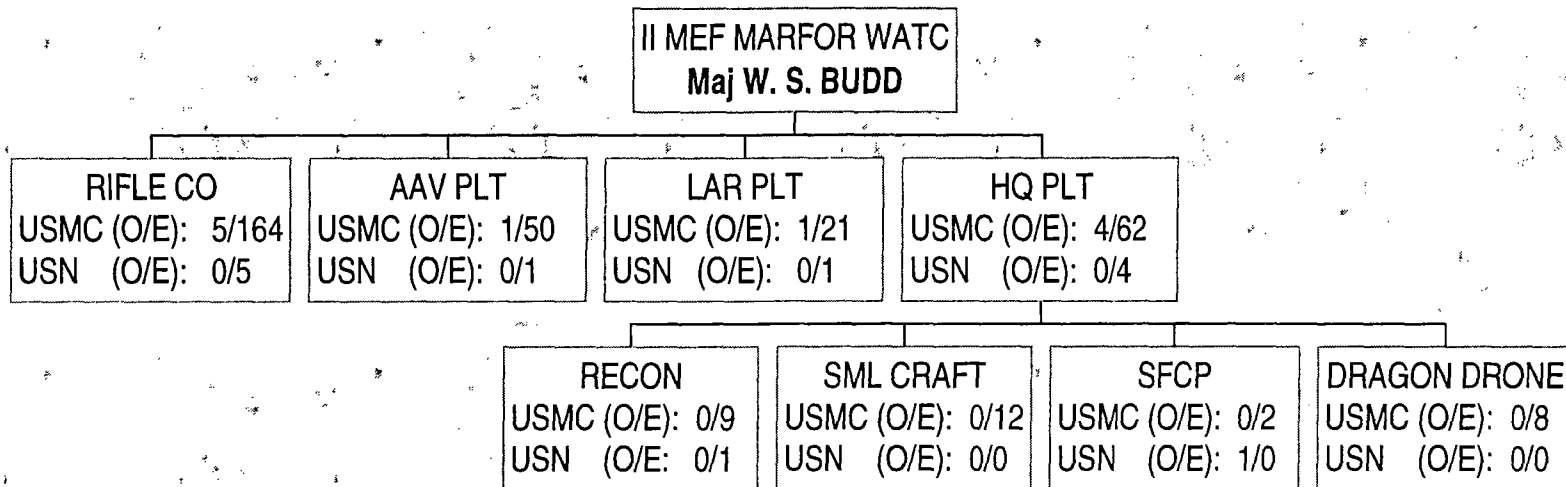 II MEF MARFOR WATC
Maj W. S. BUDD
RIFLE CO
USMC (O/E): 5/164
USN (O/E): 0/5
AAV PLT
USMC (O/E): 1/50
USN (O/E): 0/1
LAR PLT
USMC (O/E): 1/21
USN (O/E): 0/1
HQ PLT
USMC (O/E): 4/62
USN (O/E): 0/4
RECON
USMC (O/E): 0/9
USN (O/E: 0/1
SML CRAFT
USMC (O/E): 0/12
USN (O/E): 0/0
SFCP
USMC (O/E): 0/2
USN (O/E): 1/0
DRAGON DRONE
USMC (O/E): 0/8
USN (O/E): 0/0